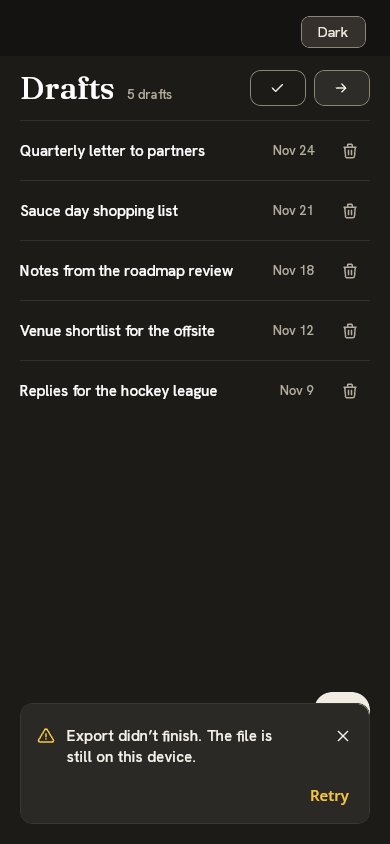 Dark
Drafts 5 drafts
Quarterly letter to partners Nov 24
Sauce day shopping list Nov 21
Notes from the roadmap review Nov 18
Venue shortlist for the offsite Nov 12
Replies for the hockey league Nov 9
Export didn’t finish. The file is
still on this device.
Retry